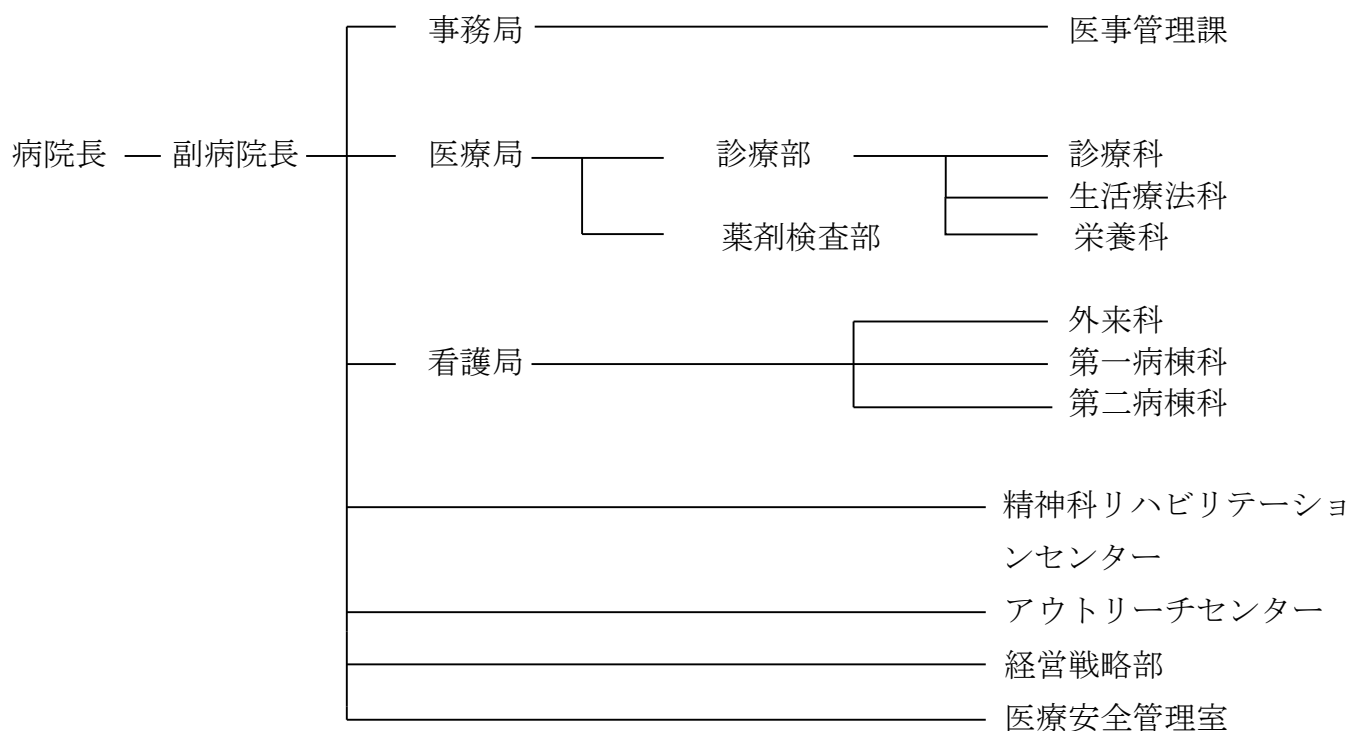 事務局 医事管理課
病院長 副病院長 医療局 診療部 診療科
生活療法科
薬剤検査部 栄養科
外来科
看護局 第一病棟科
第二病棟科
精神科リハビリテーショ
ンセンター
アウトリーチセンター
経営戦略部
医療安全管理室